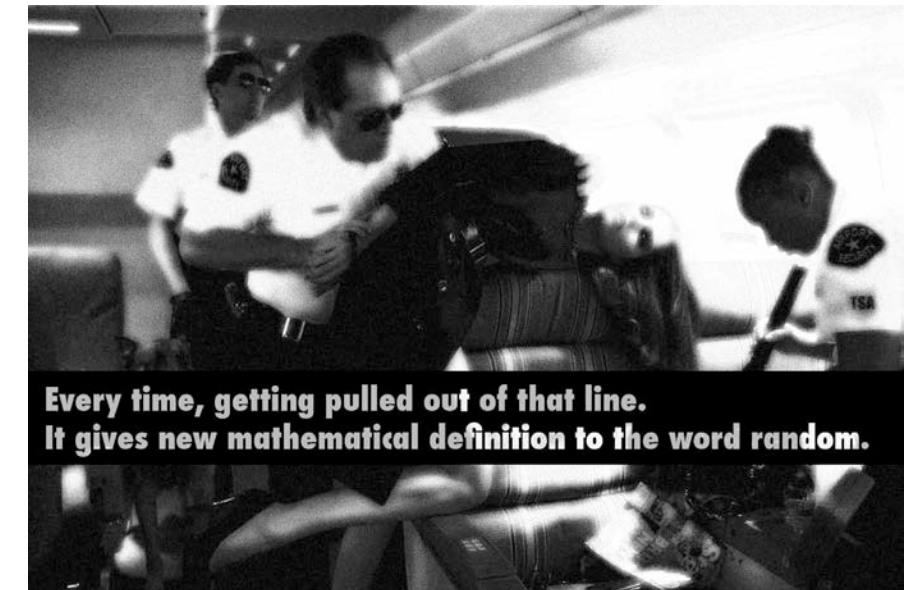 Every time, getting pulled out of that line.
It gives new mathematical definition to the word random.
TSA